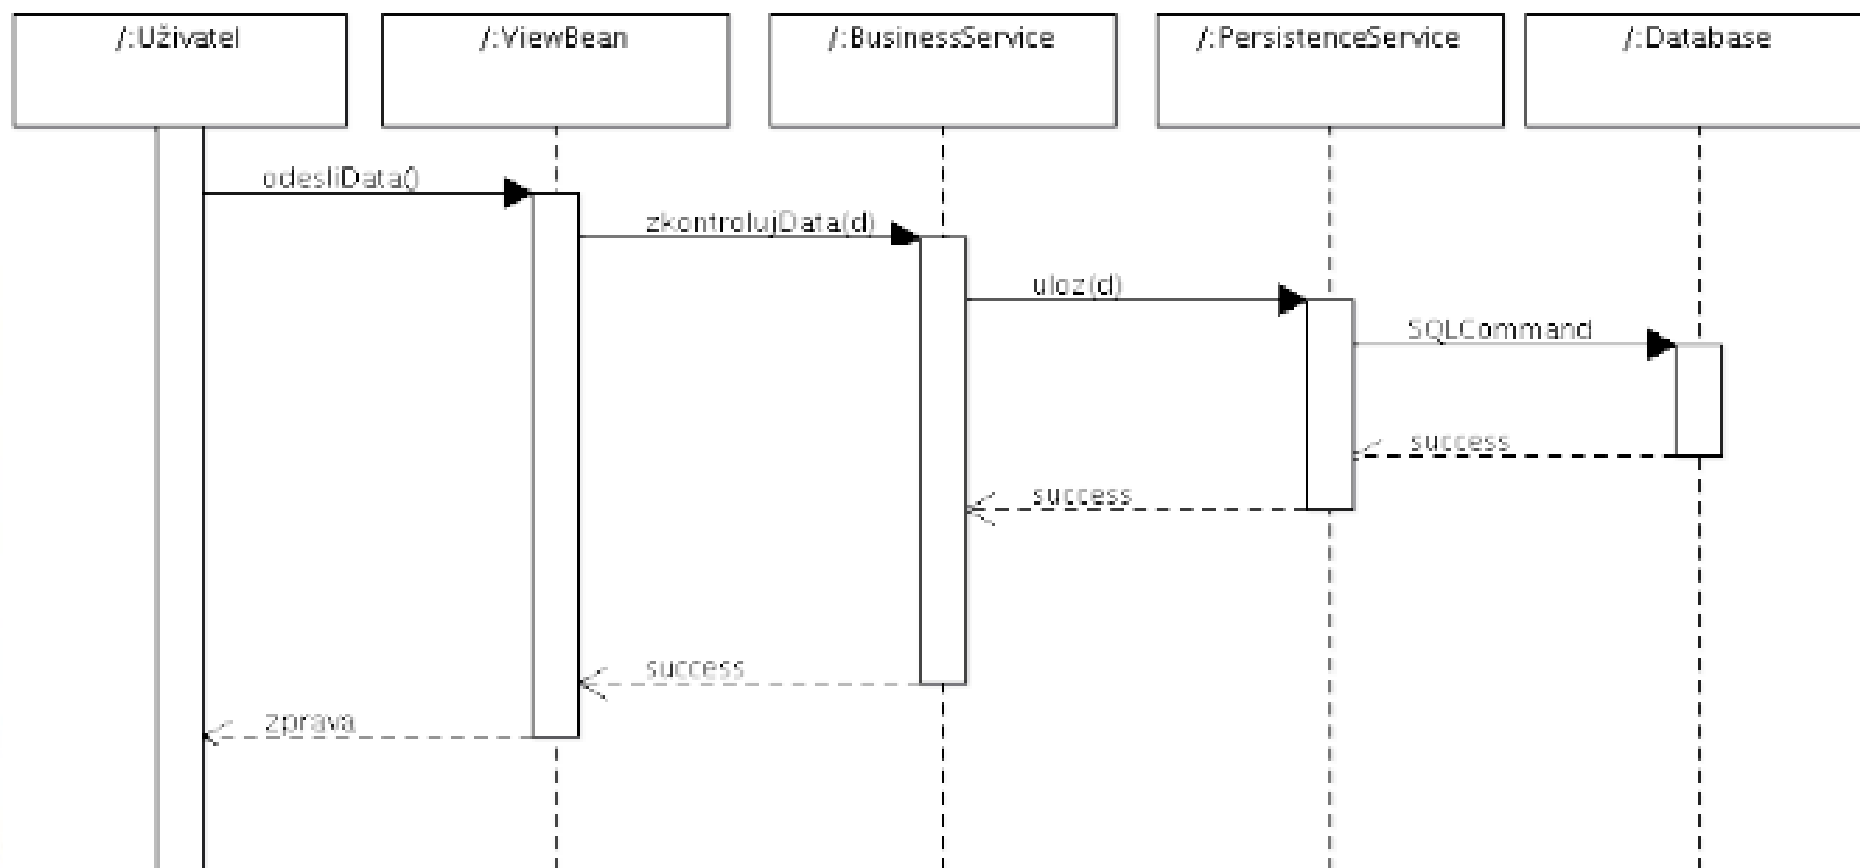 /:Uživatel
/:ViewBean
/:BusinessService
/:PersistenceService
/:Database
odesliData()
zkontrolujData(d)
uloz(d)
SQLCommand
success
success
success
zprava